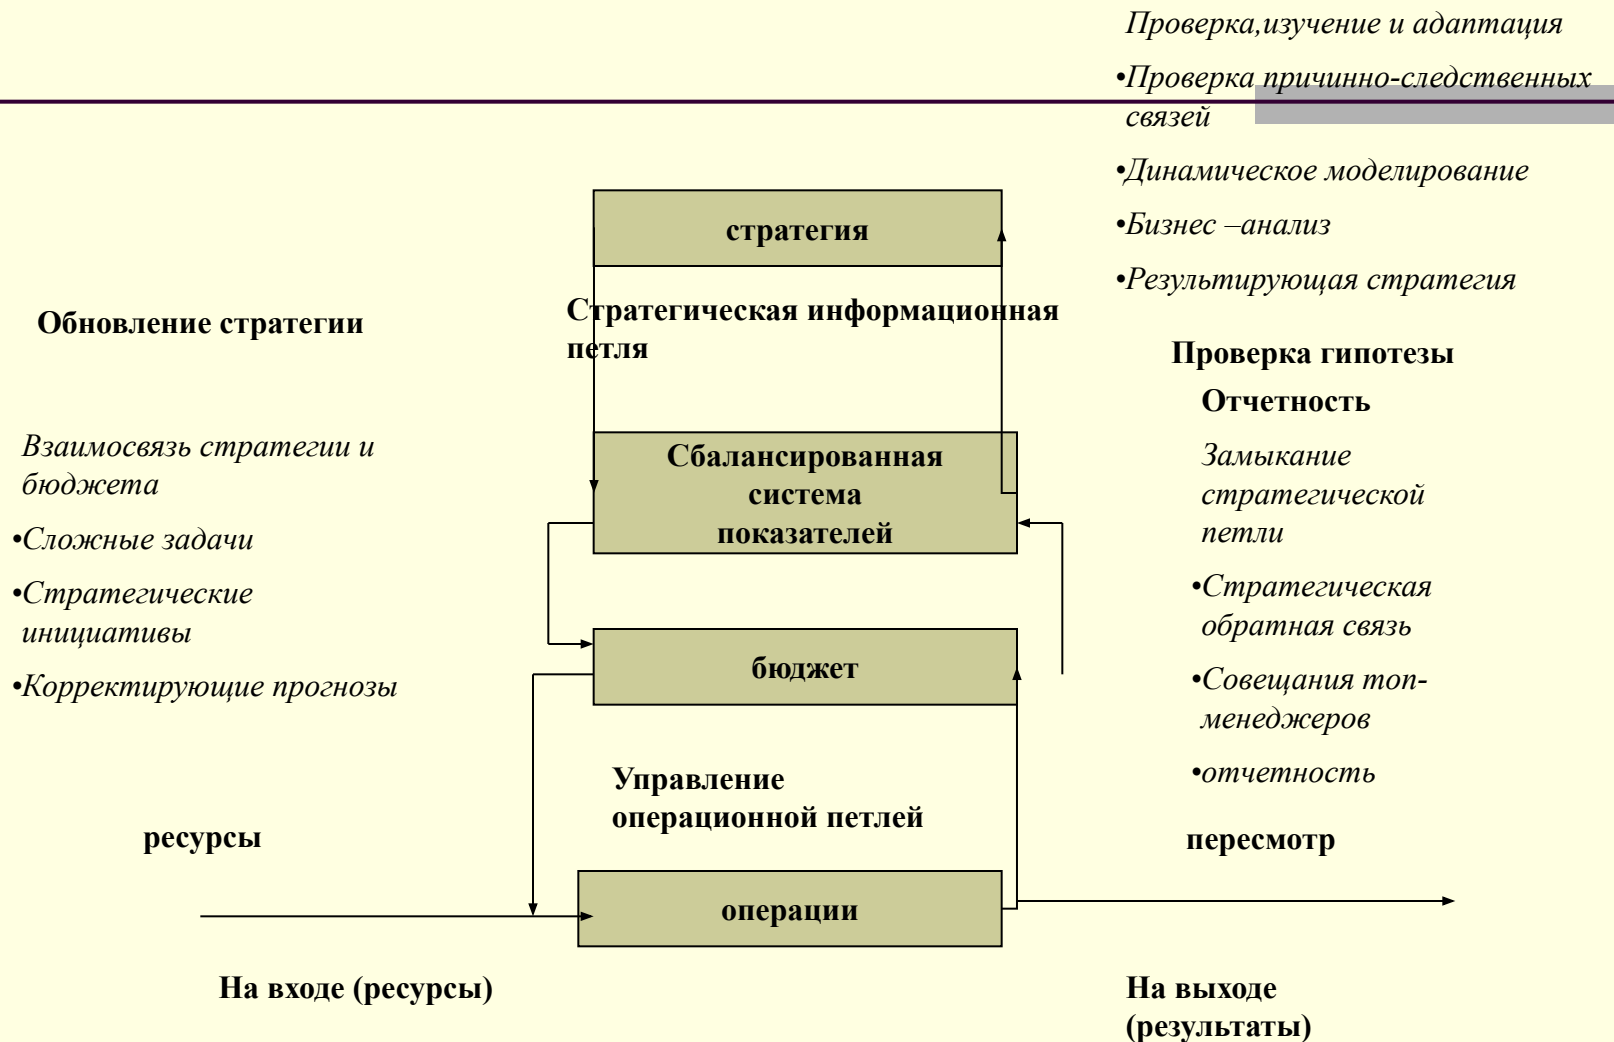 Проверка,изучение и адаптация
•Проверка причинно-следственных
связей
•Динамическое моделирование
•Бизнес –анализ
•Результирующая стратегия
стратегия
Стратегическая информационная
петля
Обновление стратегии
Проверка гипотезы
Отчетность
Взаимосвязь стратегии и
бюджета
•Сложные задачи
•Стратегические
инициативы
•Корректирующие прогнозы
Сбалансированная
система
показателей
Замыкание
стратегической
петли
•Стратегическая
обратная связь
•Совещания топ-
менеджеров
•отчетность
бюджет
Управление
операционной петлей
ресурсы
пересмотр
операции
На входе (ресурсы)
На выходе
(результаты)